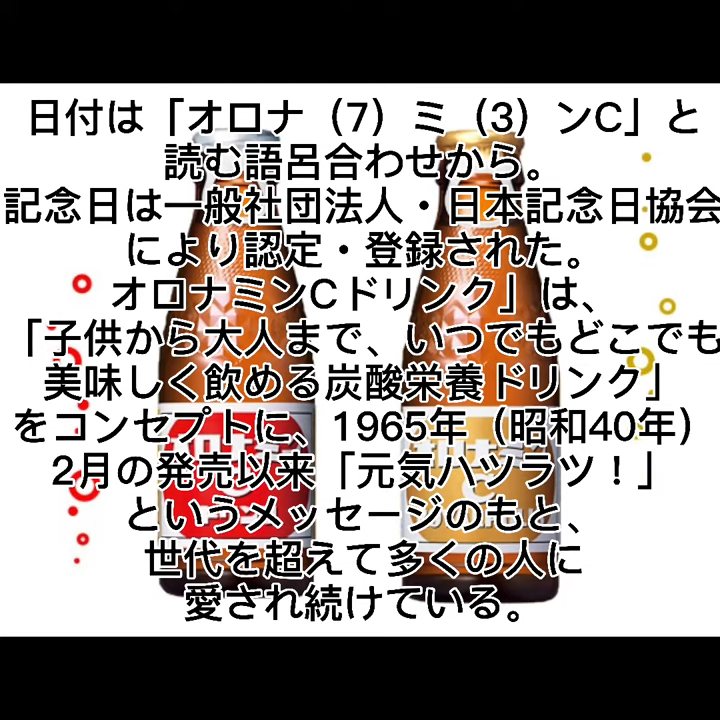 日付は「オロナ（7）ミ（3）ンC」と
読む語呂合わせから。
記念日は一般社団法人・日本記念日協会
により認定・登録された。
オロナミンCドリンク」は、
「子供から大人まで、いつでもどこでも
美味しく飲める炭酸栄養ドリンク」
をコンセプトに、1965年（昭和40年）
2月の発売以来「元気ハツラツ！」
というメッセージのもと、
世代を超えて多くの人に
愛され続けている。